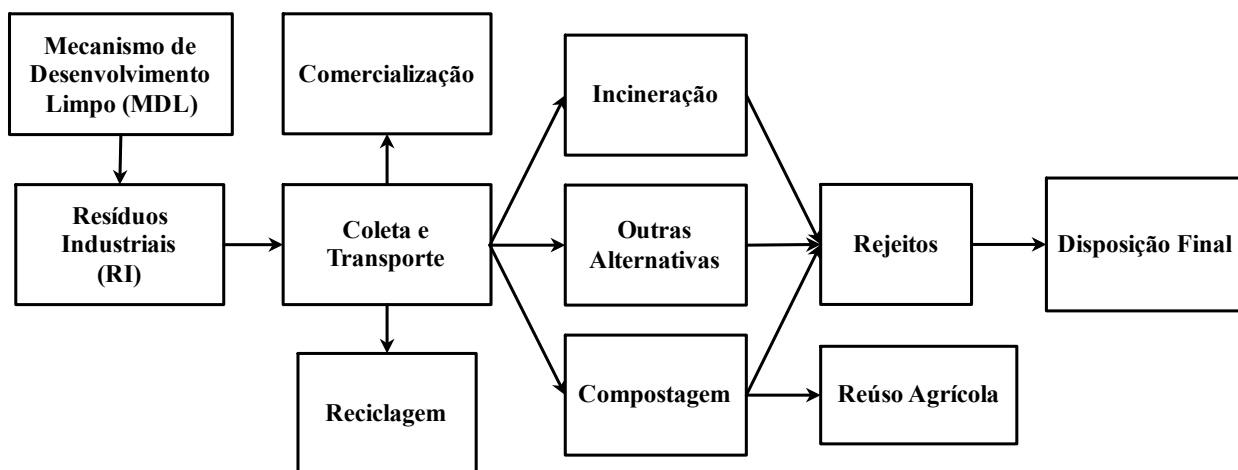 Mecanismo de
Desenvolvimento
Limpo (MDL)
Comercialização
Incineração
Resíduos
Industriais
(RI)
Coleta e
Transporte
Outras
Alternativas
Rejeitos
Disposição Final
Reciclagem
Compostagem
Reúso Agrícola